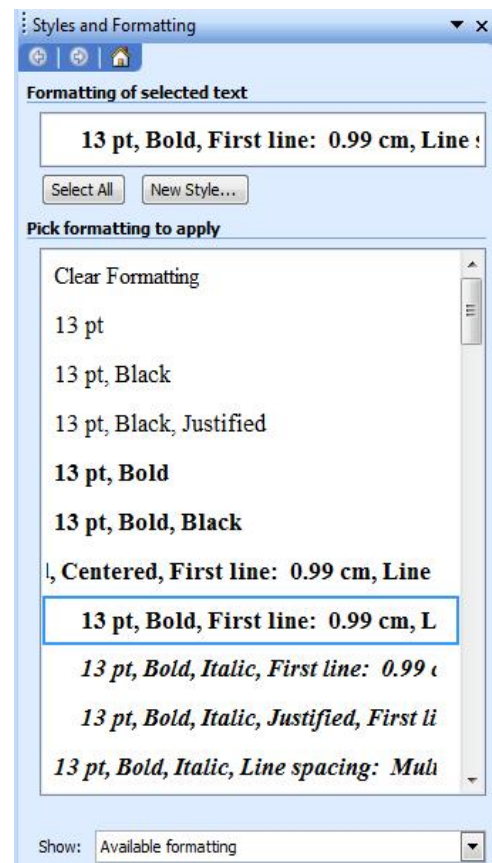 Styles and Formatting
Formatting of selected text
13 pt, Bold, First line: 0.99 cm, Line
Select All New Style...
Pick formatting to apply
Clear Formatting
13 pt
13 pt, Black
13 pt, Black, Justified
13 pt, Bold
13 pt, Bold, Black
, Centered, First line: 0.99 cm, Line
13 pt, Bold, First line: 0.99 cm, L
13 pt, Bold, Italic, First line: 0.99
13 pt, Bold, Italic, Justified, First li
13 pt, Bold, Italic, Line spacing: Mul
Show: Available formatting